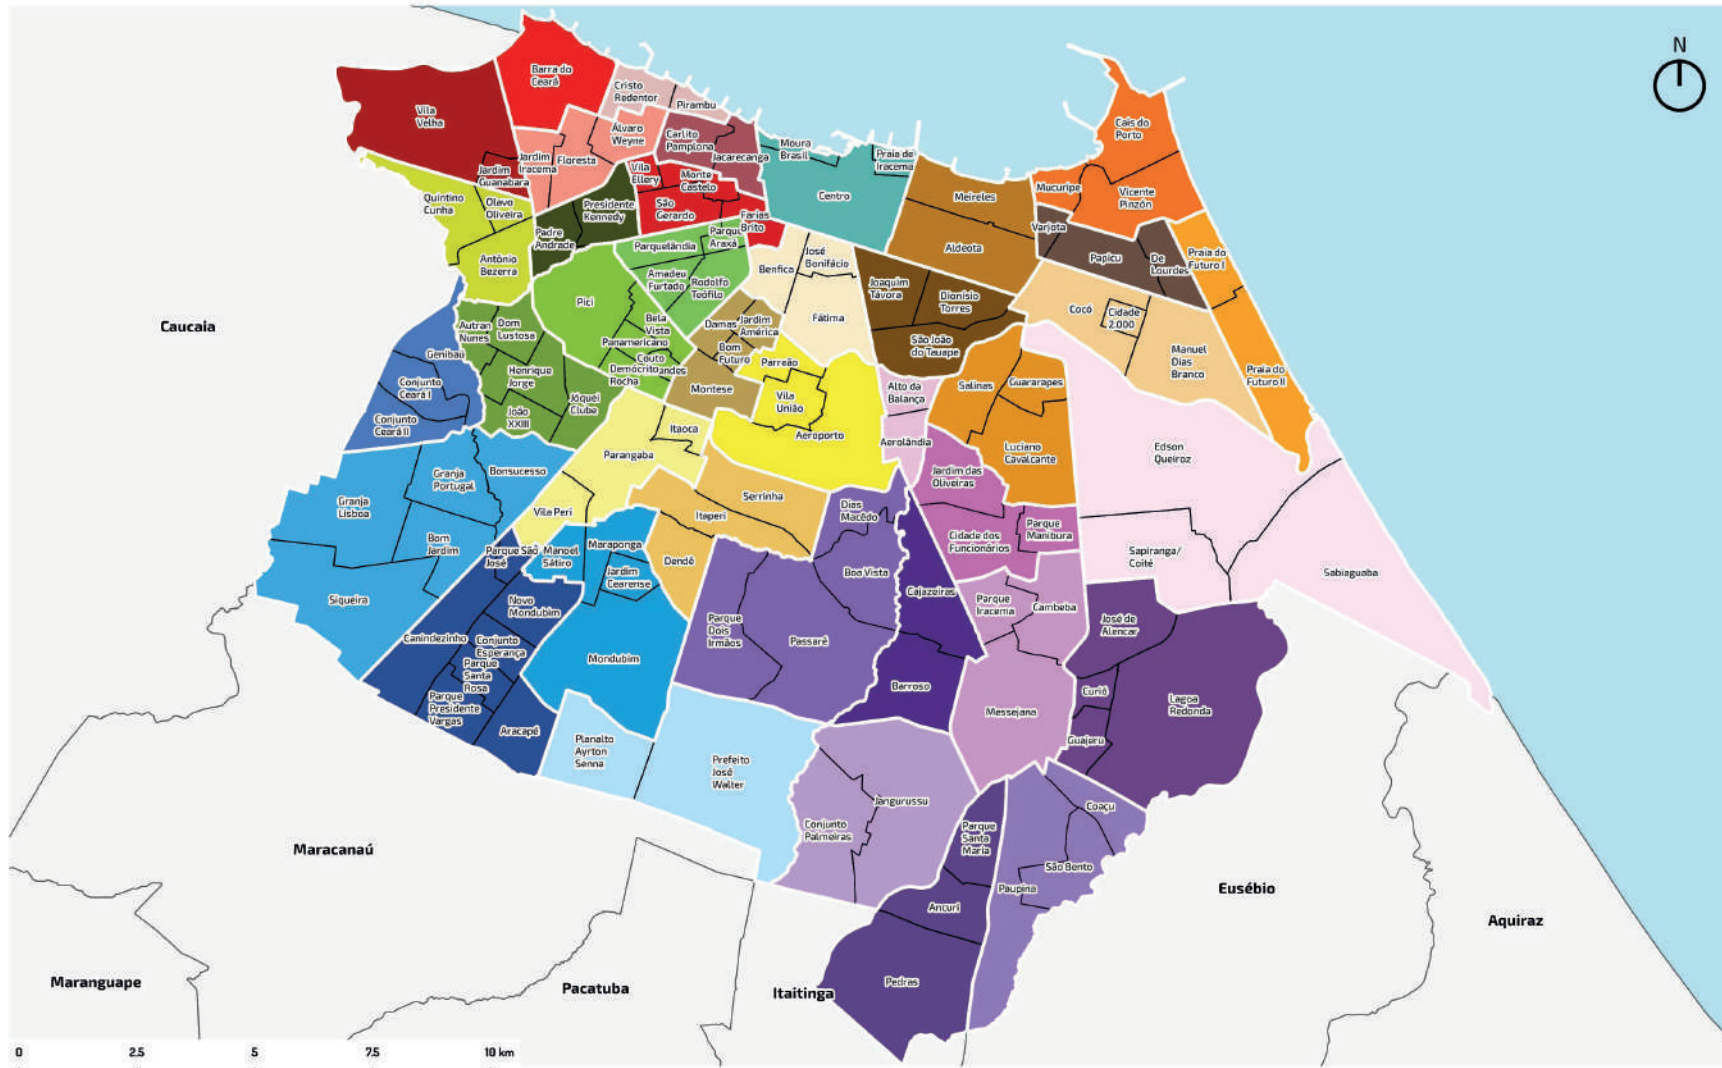 N
Barra do
Ceará
Cristo
Redentor
Pirambu
Vila
Velha
Álvaro
Weyne
Carlito
Pamplona
Jacarecanga
Moura
Brasil
Praia de
Iracema
Cais do
Porto
Jardim
Iracema
Floresta
Jardim
Guanabara
Vila
Ellery
Monte
Castelo
Centro
Meireles
Mucuripe
Vicente
Pinzón
Quintino
Cunha
Olavo
Oliveira
Presidente
Kennedy
São
Gerardo
Farias
Brito
Padre
Andrade
Parquelândia
Parque
Araxá
Varjota
Aldeota
Papicu
De
Lourdes
Praia do
Futuro I
Antônio
Bezerra
Amadeu
Furtado
Rodolfo
Teófilo
Benfica
José
Bonifácio
Joaquim
Távora
Dionísio
Torres
Pici
Cocó
Cidade
2.000
Caucaia
Autran
Nunes
Dom
Lustosa
Bela
Vista
Panamericano
Damas
Jardim
América
Fátima
São João
do Tauape
Manuel
Dias
Branco
Genibaú
Couto
Bom
Futuro
Parreão
Henrique
Jorge
Demócrito
Rocha
Montese
Vila
União
Alto da
Balança
Salinas
Guararapes
Praia do
Futuro II
Conjunto
Ceará I
Jóquei
Clube
João
XXIII
Conjunto
Ceará II
Itaoca
Aeroporto
Aerolândia
Luciano
Cavalcante
Edson
Queiroz
Parangaba
Bonsucesso
Granja
Portugal
Jardim das
Oliveiras
Granja
Lisboa
Serrinha
Vila Peri
Itaperi
Dias
Macêdo
Parque
Manibura
Cidade dos
Funcionários
Bom
Jardim
Parque São
José
Manoel
Sátiro
Maraponga
Dendê
Jardim
Cearense
Boa Vista
Sapiranga/
Coité
Sabiaguaba
Siqueira
Novo
Mondubim
Cajazeiras
Parque
Iracema
Cambeba
José de
Alencar
Canindezinho
Conjunto
Esperança
Parque
Dois
Irmãos
Passaré
Parque
Santa
Rosa
Mondubim
Barroso
Curió
Lagoa
Redonda
Parque
Presidente
Vargas
Messejana
Aracapé
Guajeru
Planalto
Ayrton
Senna
Prefeito
José
Walter
Jangurussu
Coaçu
Conjunto
Palmeiras
Parque
Santa
Maria
Maracanaú
São Bento
Paupina
Eusébio
Ancuri
Aquiraz
Maranguape
Pacatuba
Itaitinga
Pedras
0 2.5 5 7.5 10 km